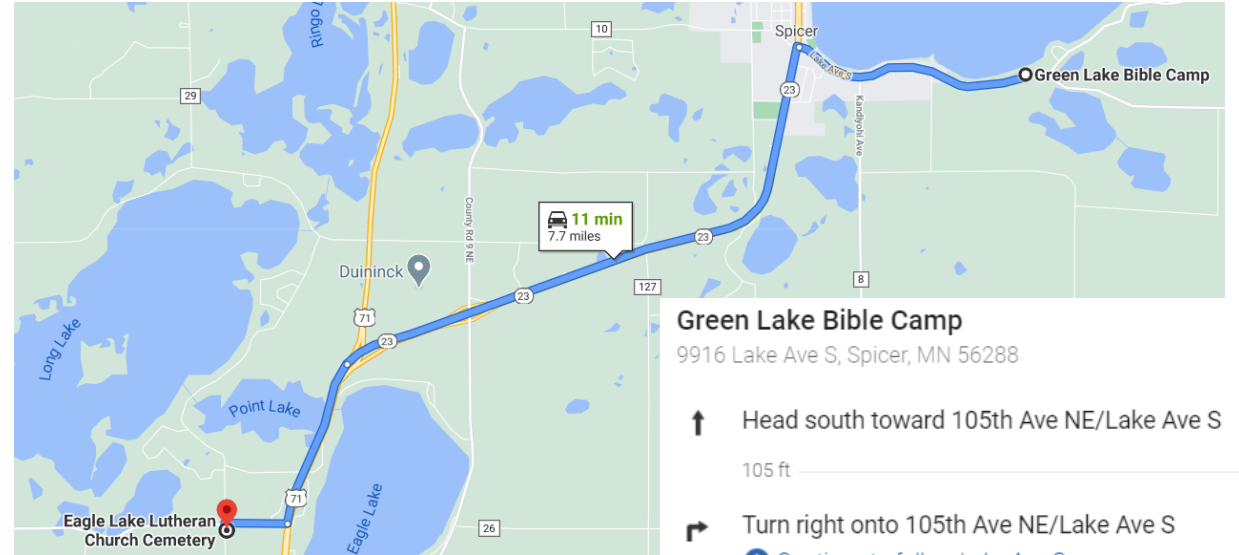 Ringo L
10
Spicer
Lake Ave S
Green Lake Bible Camp
23
29
Kandiyohi Ave
County Rd 9 NE
11 min
7.7 miles
23
Duininck
8
127
23
71
23
Long Lake
Point Lake
71
Eagle Lake
26
Eagle Lake Lutheran
Church Cemetery
Green Lake Bible Camp
9916 Lake Ave S, Spicer, MN 56288
Head south toward 105th Ave NE/Lake Ave S
105 ft
Turn right onto 105th Ave NE/Lake Ave S